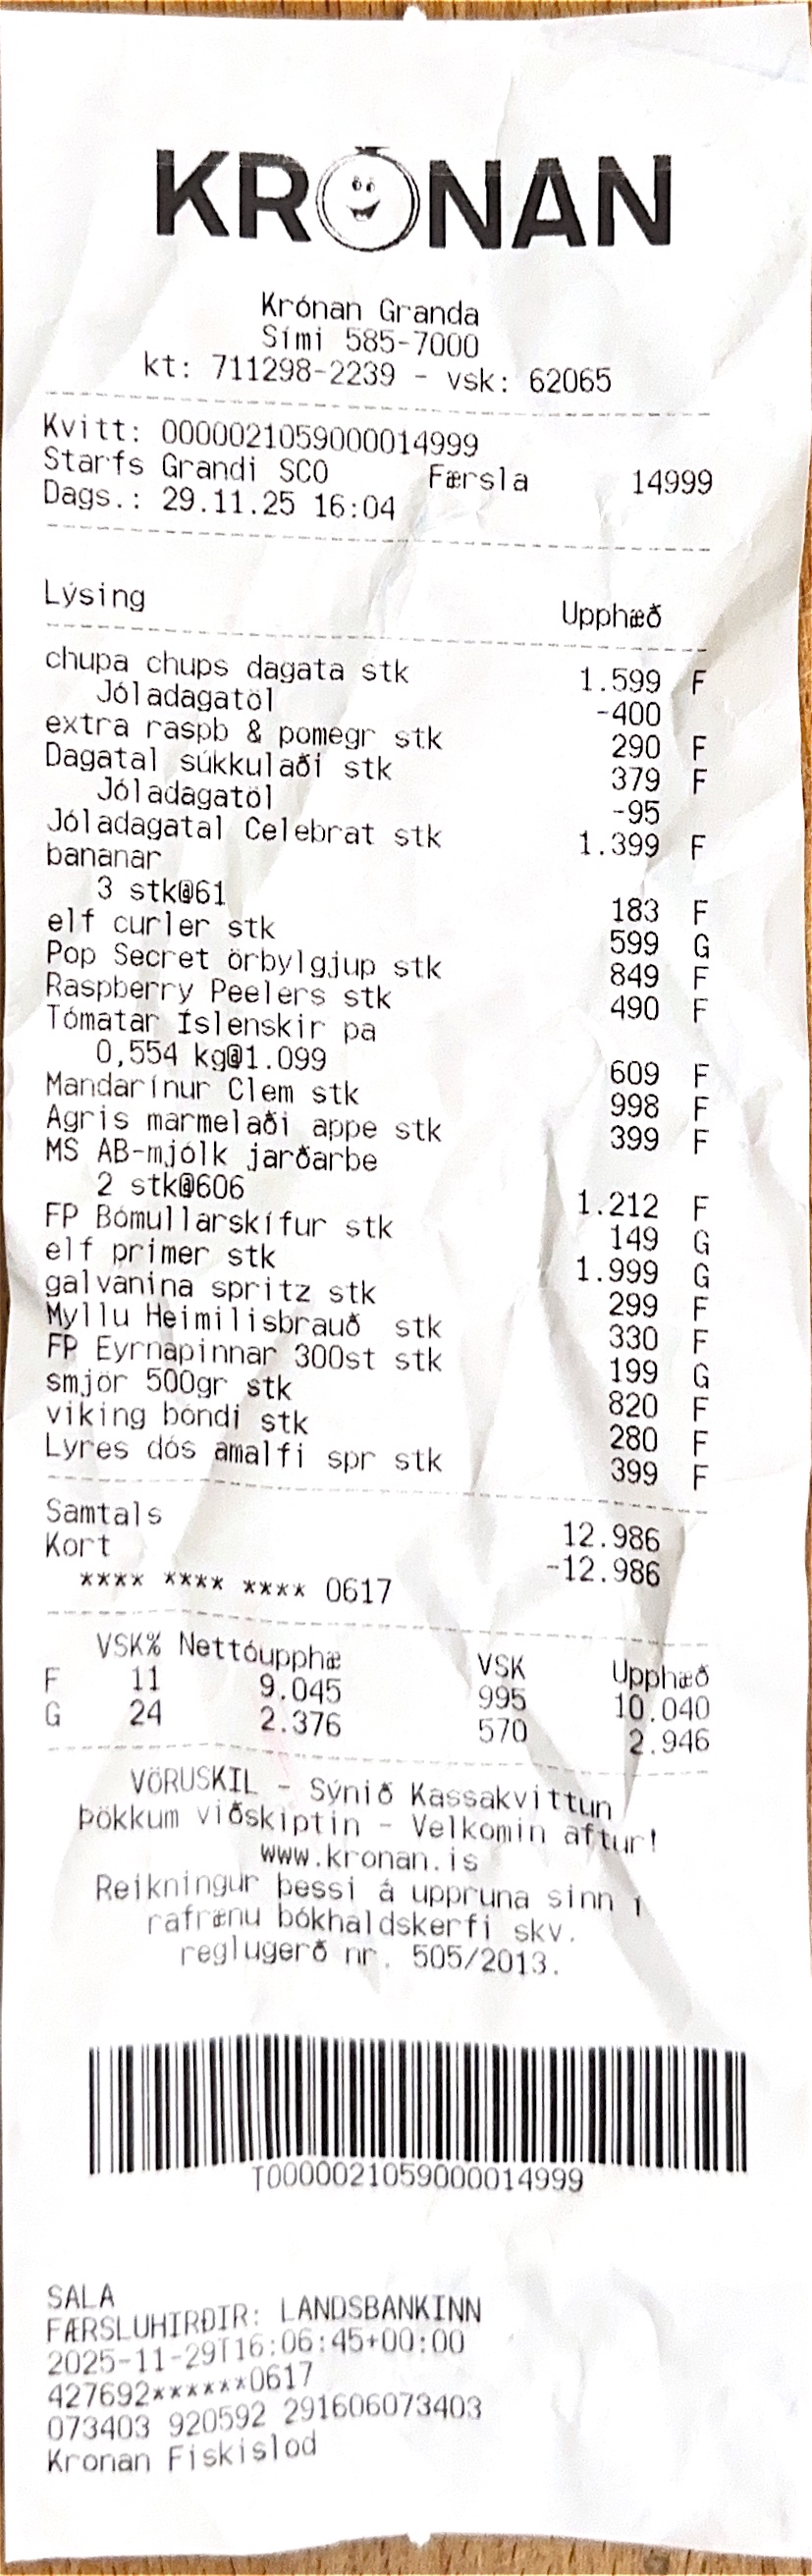 KRÓNAN
Krónan Granda
Sími 585-7000
kt: 711298-2239 - vsk: 62065
Kvitt: 0000021059000014999
Starfs Grandi SCO Færsla 14999
Dags.: 29.11.25 16:04
Lýsing Upphæð
chupa chups dagata stk 1.599 F
Jóladagatöl -400
extra raspb & pomegr stk 290 F
Dagatal súkkulaði stk 379 F
Jóladagatöl -95
Jóladagatal Celebrat stk 1.399 F
bananar
3 stk@61 183 F
elf curler stk 599 G
Pop Secret örbylgjup stk 849 F
Raspberry Peelers stk 490 F
Tómatar Íslenskir pa
0,554 kg@1.099 609 F
Mandarínur Clem stk 998 F
Agris marmelaði appe stk 399 F
MS AB-mjólk jarðarbe
2 stk@606 1.212 F
FP Bómullarskífur stk 149 G
elf primer stk 1.999 G
galvanina spritz stk 299 F
Myllu Heimilisbrauð stk 330 F
FP Eyrnapinnar 300st stk 199 G
smjör 500gr stk 820 F
viking bóndi stk 280 F
Lyres dós amalfi spr stk 399 F
Samtals 12.986
Kort -12.986
**** **** **** 0617
VSK% Nettóupphæ VSK Upphæð
F 11 9.045 995 10.040
G 24 2.376 570 2.946
VÖRUSKIL - Sýnið Kassakvittun
Þökkum viðskiptin - Velkomin aftur!
www.kronan.is
Reikningur þessi á uppruna sinn í
rafrænu bókhaldskerfi skv.
reglugerð nr. 505/2013.
T0000021059000014999
SALA
FÆRSLUHIRÐIR: LANDSBANKINN
2025-11-29T16:06:45+00:00
427692******0617
073403 920592 291606073403
Kronan Fiskislod